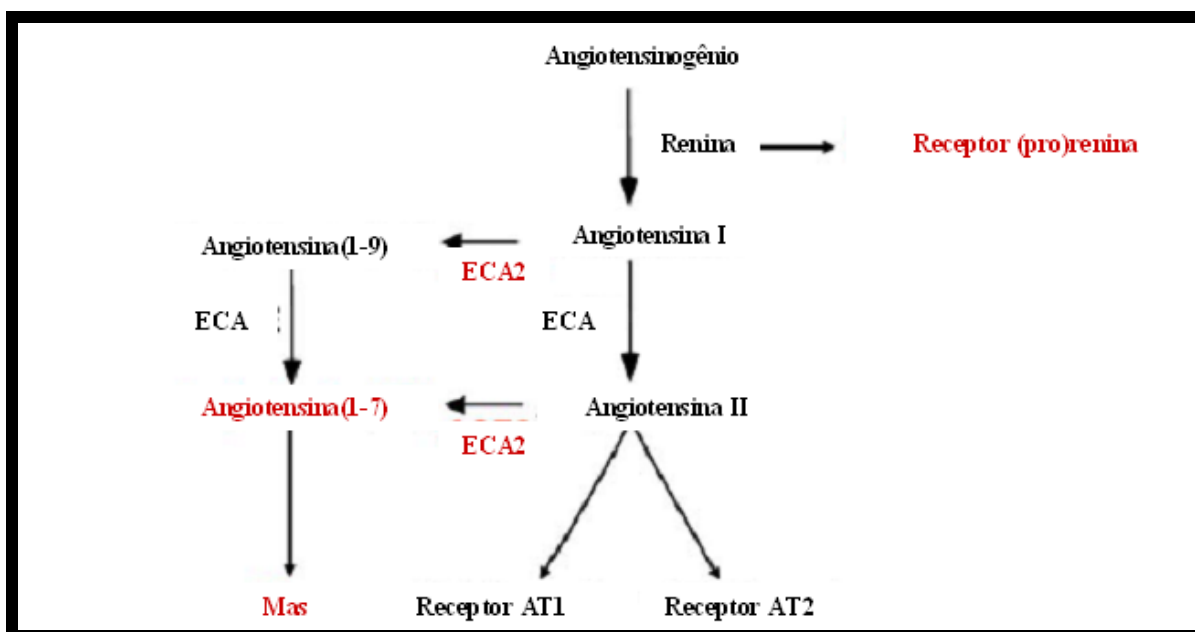 Angiotensinogênio
Renina
Receptor (pro)renina
Angiotensina(1-9)
Angiotensina I
ECA2
ECA
ECA
Angiotensina(1-7)
Angiotensina II
ECA2
Mas
Receptor AT1
Receptor AT2